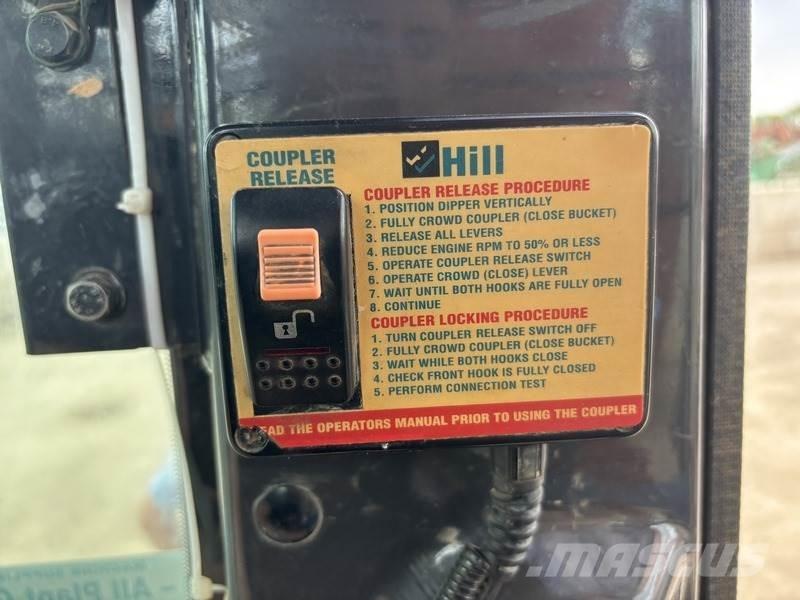 COUPLER
RELEASE
Hill
COUPLER RELEASE PROCEDURE
1. POSITION DIPPER VERTICALLY
2. FULLY CROWD COUPLER (CLOSE BUCKET)
3. RELEASE ALL LEVERS
4. REDUCE ENGINE RPM TO 50% OR LESS
5. OPERATE COUPLER RELEASE SWITCH
6. OPERATE CROWD (CLOSE) LEVER
7. WAIT UNTIL BOTH HOOKS ARE FULLY OPEN
8. CONTINUE
COUPLER LOCKING PROCEDURE
1. TURN COUPLER RELEASE SWITCH OFF
2. FULLY CROWD COUPLER (CLOSE BUCKET)
3. WAIT WHILE BOTH HOOKS CLOSE
4. CHECK FRONT HOOK IS FULLY CLOSED
5. PERFORM CONNECTION TEST
EAD THE OPERATORS MANUAL PRIOR TO USING THE COUPLER
- All Plant
MASCUS